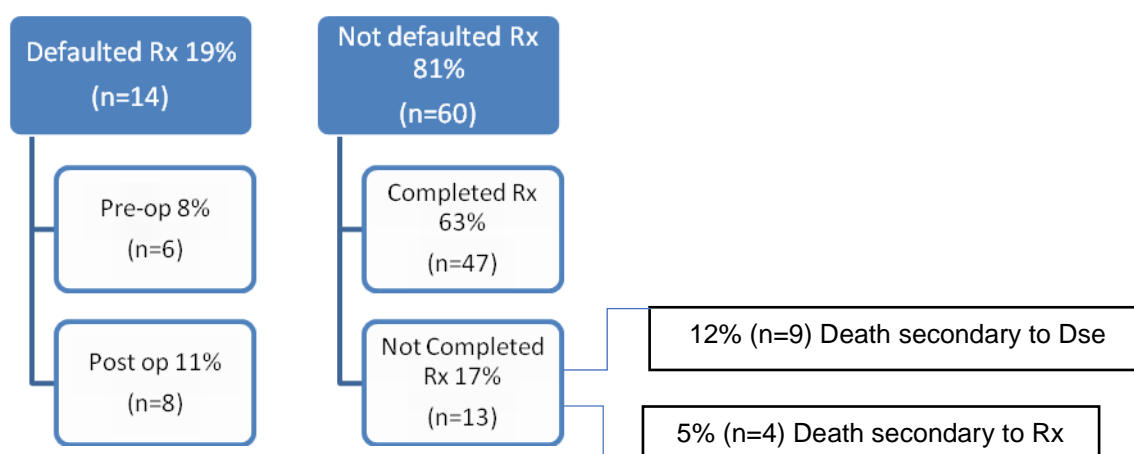 Defaulted Rx 19%
(n=14)
Pre-op 8%
(n=6)
Post op 11%
(n=8)
Not defaulted Rx
81%
(n=60)
Completed Rx
63%
(n=47)
Not Completed
Rx 17%
(n=13)
12% (n=9) Death secondary to Dse
5% (n=4) Death secondary to Rx